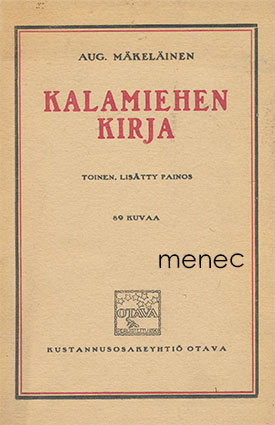 AUG. MÄKELÄINEN
KALAMIEHEN
KIRJA
TOINEN, LISÄTTY PAINOS
89 KUVAA
menec
OTAVA
KUSTANNUSOSAKEYHTIÖ OTAVA